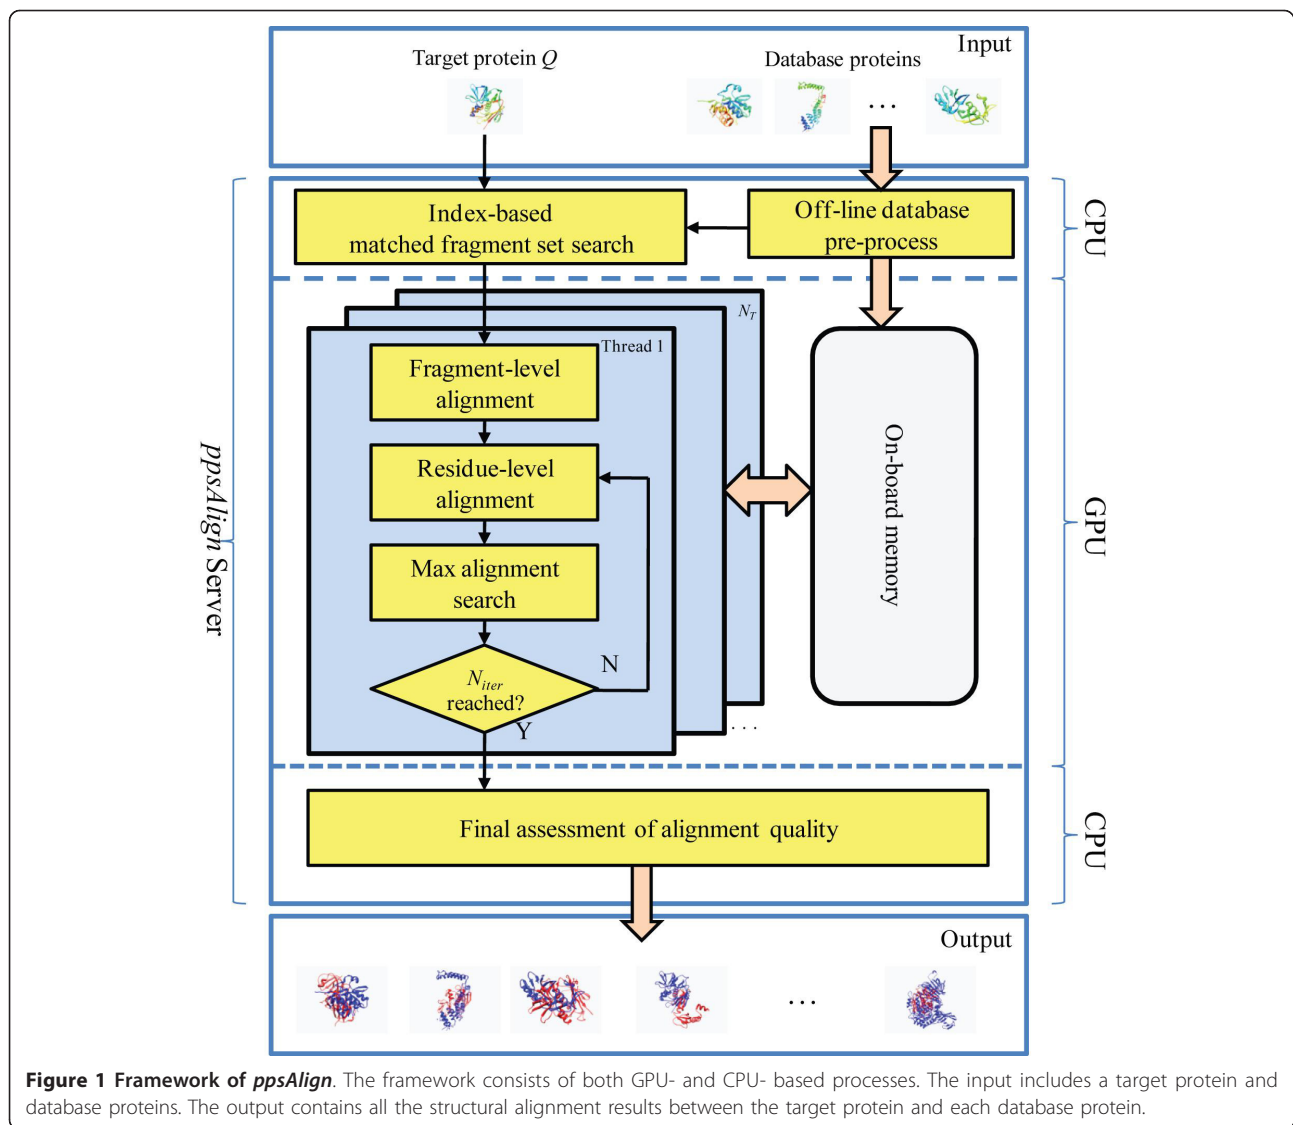 Input
Target protein Q
Database proteins
...
Index-based
matched fragment set search
Off-line database
pre-process
CPU
N_T
Thread 1
Fragment-level
alignment
Residue-level
alignment
Max alignment
search
N_iter
reached?
N
Y
...
On-board memory
GPU
ppsAlign Server
Final assessment of alignment quality
CPU
Output
...
Figure 1 Framework of ppsAlign. The framework consists of both GPU- and CPU- based processes. The input includes a target protein and
database proteins. The output contains all the structural alignment results between the target protein and each database protein.